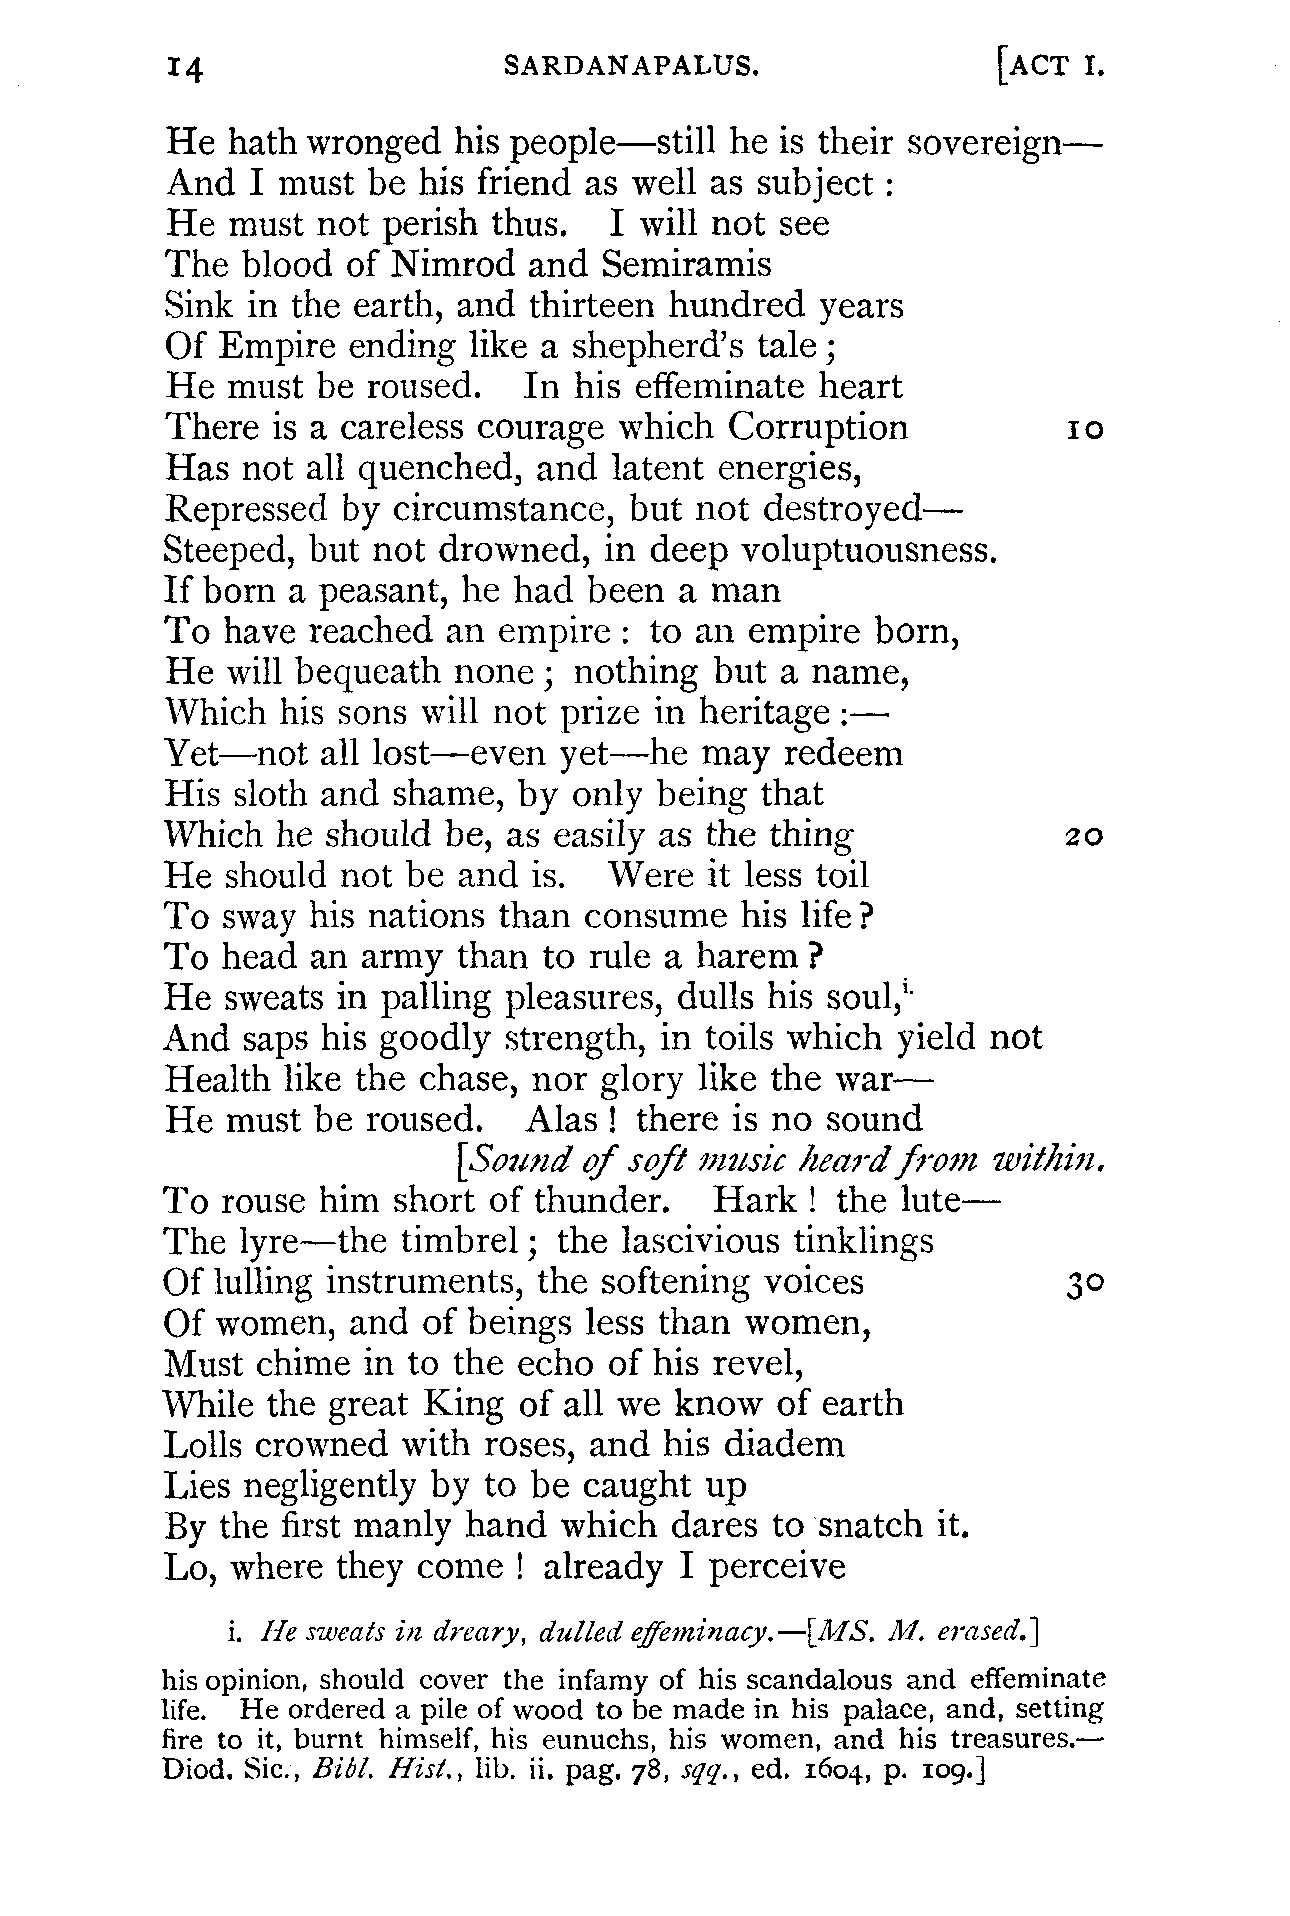 14 SARDANAPALUS. [ACT I.
He hath wronged his people—still he is their sovereign—
And I must be his friend as well as subject :
He must not perish thus. I will not see
The blood of Nimrod and Semiramis
Sink in the earth, and thirteen hundred years
Of Empire ending like a shepherd's tale ;
He must be roused. In his effeminate heart
There is a careless courage which Corruption 10
Has not all quenched, and latent energies,
Repressed by circumstance, but not destroyed—
Steeped, but not drowned, in deep voluptuousness.
If born a peasant, he had been a man
To have reached an empire : to an empire born,
He will bequeath none ; nothing but a name,
Which his sons will not prize in heritage :—
Yet—not all lost—even yet—he may redeem
His sloth and shame, by only being that
Which he should be, as easily as the thing 20
He should not be and is. Were it less toil
To sway his nations than consume his life ?
To head an army than to rule a harem ?
He sweats in palling pleasures, dulls his soul,i.
And saps his goodly strength, in toils which yield not
Health like the chase, nor glory like the war—
He must be roused. Alas ! there is no sound
[Sound of soft music heard from within.
To rouse him short of thunder. Hark ! the lute—
The lyre—the timbrel ; the lascivious tinklings
Of lulling instruments, the softening voices 30
Of women, and of beings less than women,
Must chime in to the echo of his revel,
While the great King of all we know of earth
Lolls crowned with roses, and his diadem
Lies negligently by to be caught up
By the first manly hand which dares to snatch it.
Lo, where they come ! already I perceive
i. He sweats in dreary, dulled effeminacy.—[MS. M. erased.]
his opinion, should cover the infamy of his scandalous and effeminate
life. He ordered a pile of wood to be made in his palace, and, setting
fire to it, burnt himself, his eunuchs, his women, and his treasures.—
Diod. Sic., Bibl. Hist., lib. ii. pag. 78, sqq., ed. 1604, p. 109.]